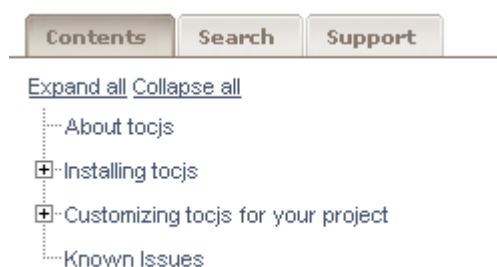 Contents Search Support
Expand all Collapse all
About tocjs
Installing tocjs
Customizing tocjs for your project
Known Issues